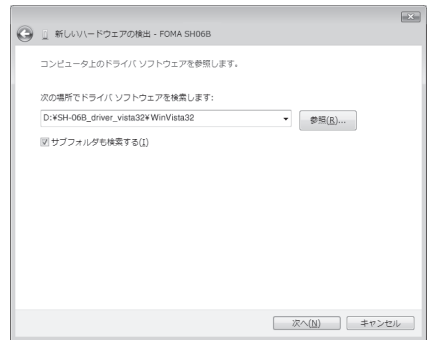 新しいハードウェアの検出 - FOMA SH06B
コンピュータ上のドライバ ソフトウェアを参照します。
次の場所でドライバ ソフトウェアを検索します:
D:¥SH-06B_driver_vista32¥WinVista32
参照(R)...
サブフォルダも検索する(I)
次へ(N) キャンセル